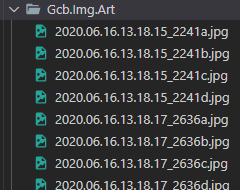 Gcb.Img.Art
2020.06.16.13.18.15_2241a.jpg
2020.06.16.13.18.15_2241b.jpg
2020.06.16.13.18.15_2241c.jpg
2020.06.16.13.18.15_2241d.jpg
2020.06.16.13.18.17_2636a.jpg
2020.06.16.13.18.17_2636b.jpg
2020.06.16.13.18.17_2636c.jpg
2020.06.16.13.18.17_2636d.jpg